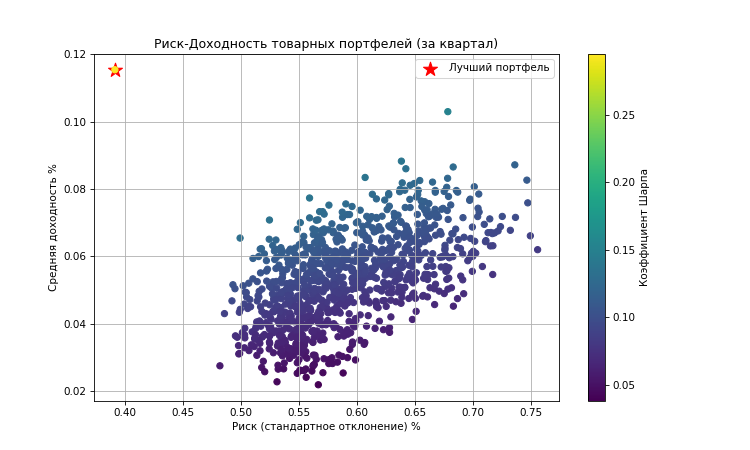 Риск-Доходность товарных портфелей (за квартал)
Лучший портфель
Средняя доходность %
0.12
0.10
0.08
0.06
0.04
0.02
0.40 0.45 0.50 0.55 0.60 0.65 0.70 0.75
Риск (стандартное отклонение) %
0.25
0.20
0.15
0.10
0.05
Коэффициент Шарпа